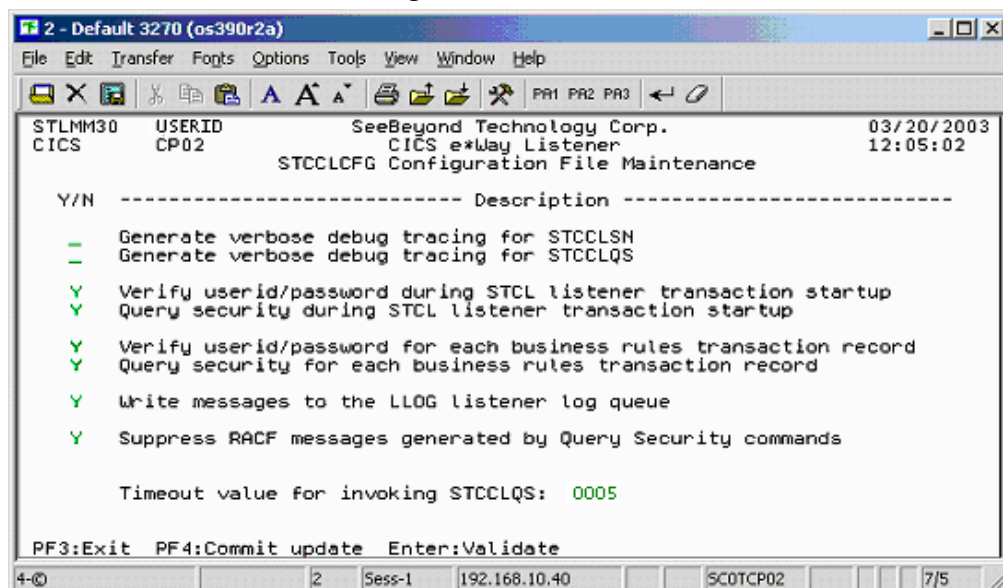 2 - Default 3270 (os390r2a)
File Edit Transfer Fonts Options Tools View Window Help
A A A PA1 PA2 PA3
STLMM30 USERID SeeBeyond Technology Corp. 03/20/2003
CICS CP02 CICS e*Way Listener 12:05:02
STCCLCFG Configuration File Maintenance
Y/N ---------------------------- Description ---------------------------
_ Generate verbose debug tracing for STCCLSN
_ Generate verbose debug tracing for STCCLQS
Y Verify userid/password during STCL listener transaction startup
Y Query security during STCL listener transaction startup
Y Verify userid/password for each business rules transaction record
Y Query security for each business rules transaction record
Y Write messages to the LLOG listener log queue
Y Suppress RACF messages generated by Query Security commands
Timeout value for invoking STCCLQS: 0005
PF3:Exit PF4:Commit update Enter:Validate
4-© 2 Sess-1 192.168.10.40 SC0TCP02 7/5